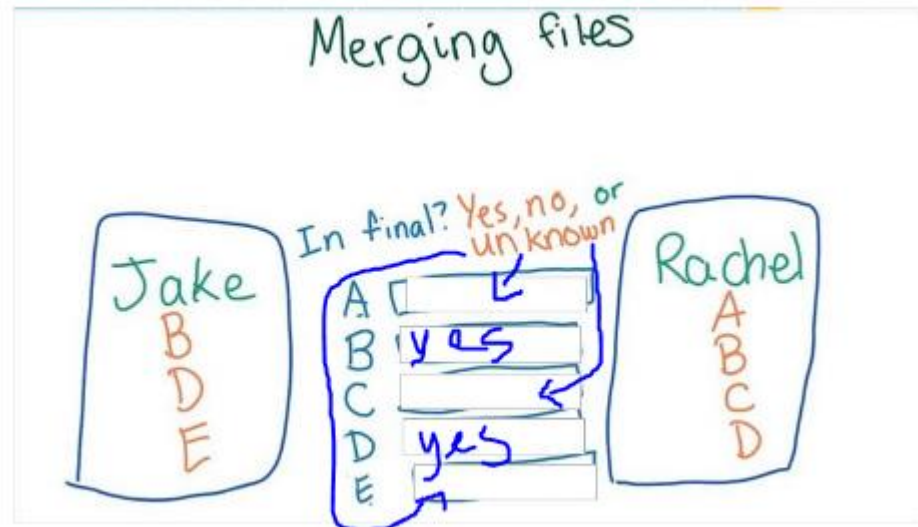 Merging files
In final? Yes, no, or
unknown
Jake
B
D
E
A
B yes
C
D yes
E
Rachel
A
B
C
D